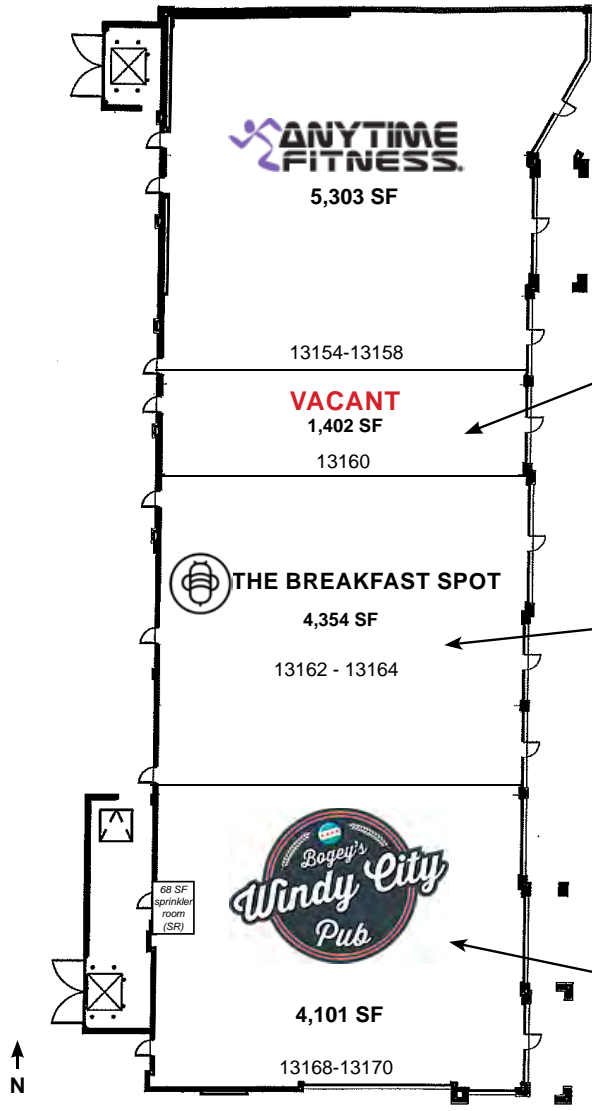 ANYTIME
FITNESS.
5,303 SF
13154-13158
VACANT
1,402 SF
13160
THE BREAKFAST SPOT
4,354 SF
13162 - 13164
Bogey's
Windy City
Pub
68 SF
sprinkler
room
(SR)
4,101 SF
13168-13170
N